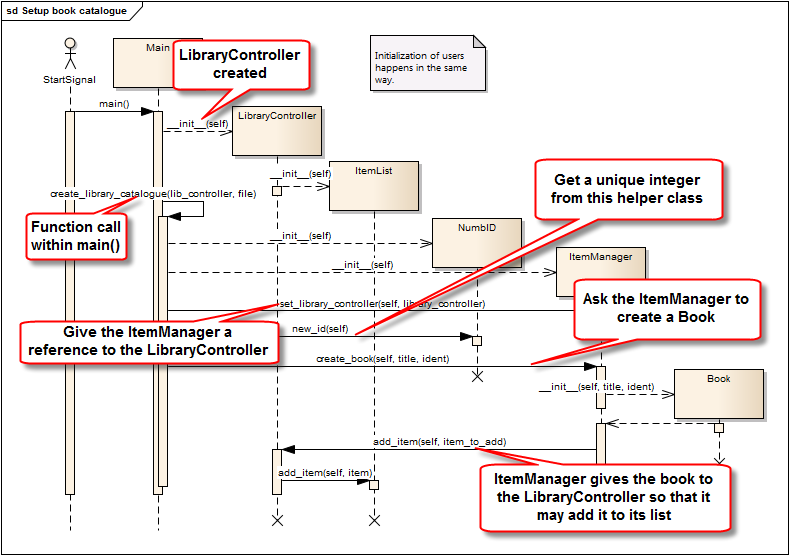 sd Setup book catalogue
StartSignal
Main
LibraryController
created
Initialization of users
happens in the same
way.
main()
__init__(self)
LibraryController
__init__(self)
ItemList
create_library_catalogue(lib_controller, file)
Function call
within main()
Get a unique integer
from this helper class
__init__(self)
NumbID
__init__(self)
ItemManager
set_library_controller(self, library_controller)
Give the ItemManager a
reference to the LibraryController
Ask the ItemManager to
create a Book
new_id(self)
create_book(self, title, ident)
__init__(self, title, ident)
Book
add_item(self, item_to_add)
add_item(self, item)
ItemManager gives the book to
the LibraryController so that it
may add it to its list